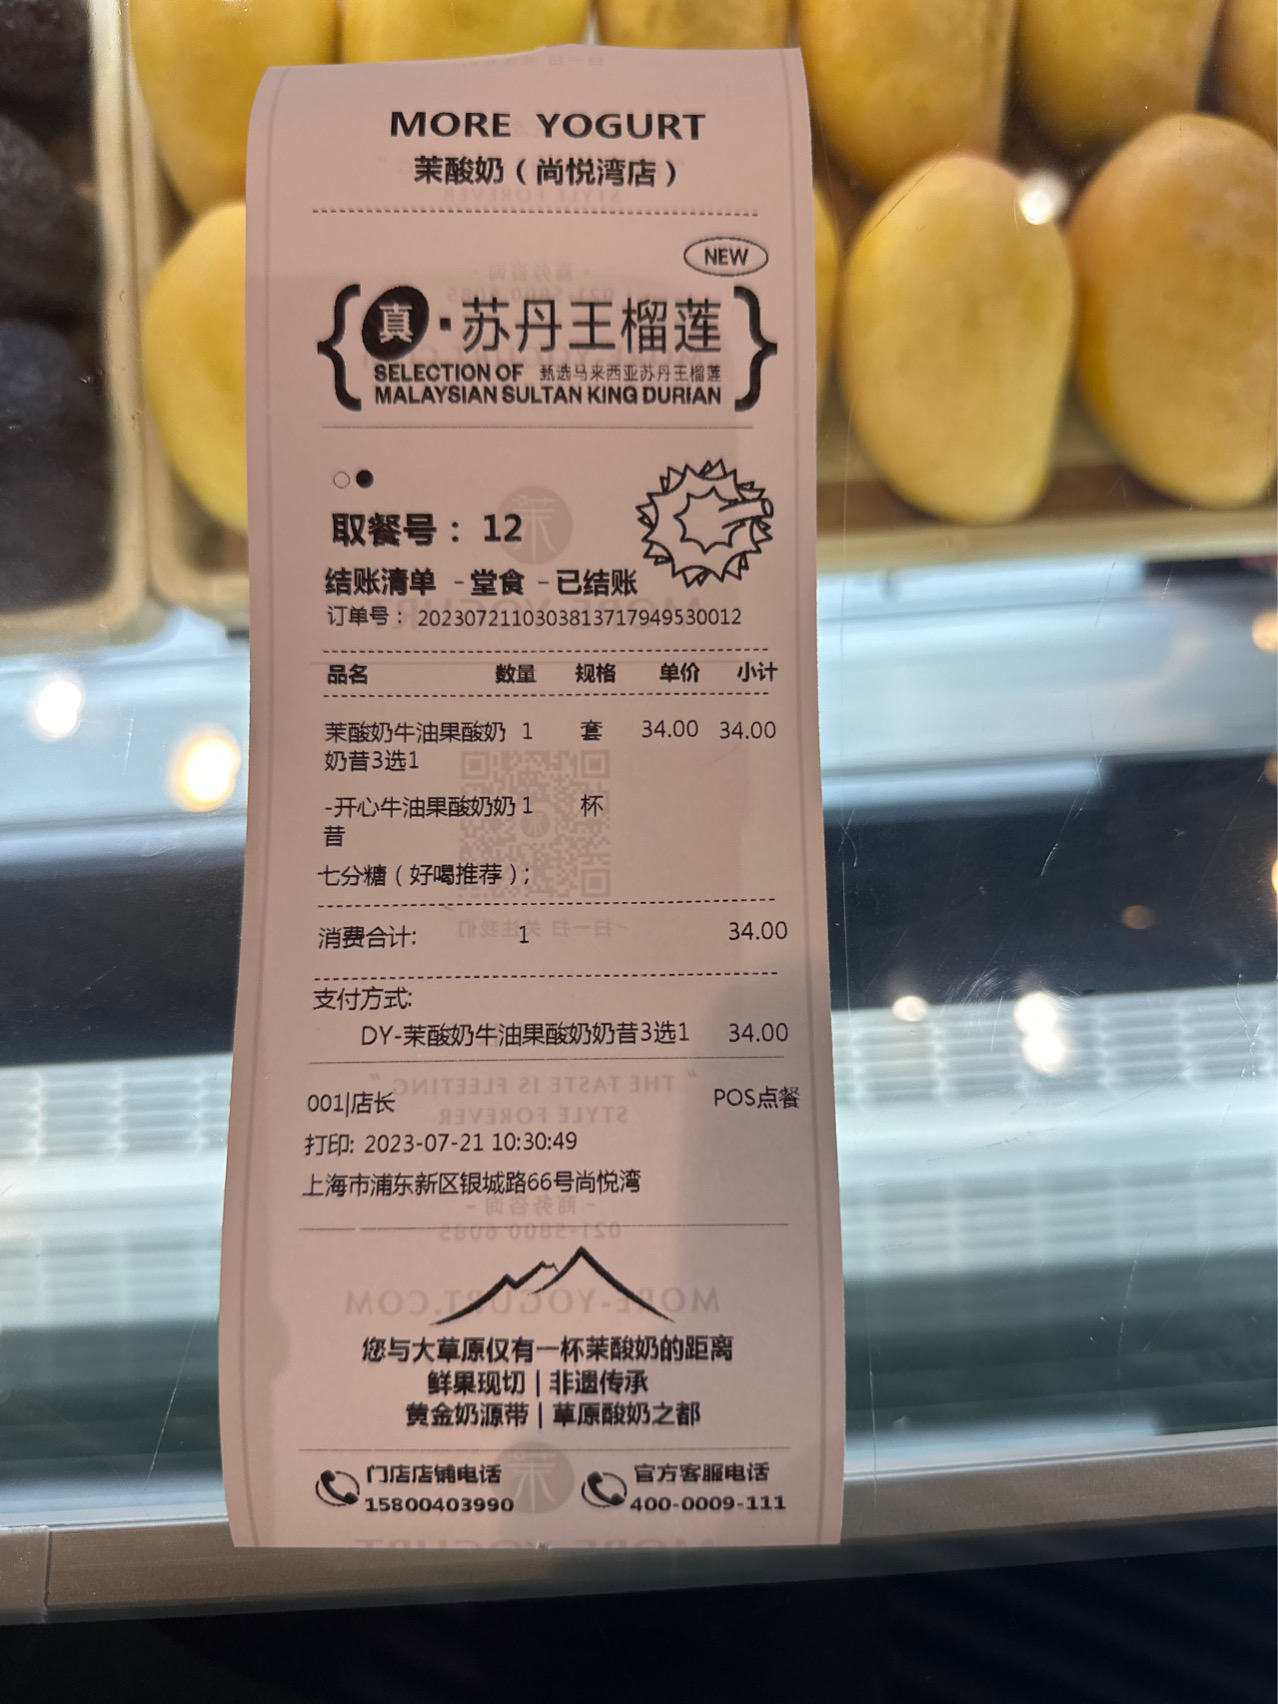 MORE YOGURT
茉酸奶（尚悦湾店）
NEW
真·苏丹王榴莲
SELECTION OF 甄选马来西亚苏丹王榴莲
MALAYSIAN SULTAN KING DURIAN
取餐号： 12
结账清单 -堂食 -已结账
订单号： 20230721103038137179495300​12
品名 数量 规格 单价 小计
茉酸奶牛油果酸奶 1 套 34.00 34.00
奶昔3选1
-开心牛油果酸奶奶 1 杯
昔
七分糖（好喝推荐）;
消费合计: 1 34.00
支付方式:
DY-茉酸奶牛油果酸奶奶昔3选1 34.00
001|店长 POS点餐
打印: 2023-07-21 10:30:49
上海市浦东新区银城路66号尚悦湾
您与大草原仅有一杯茉酸奶的距离
鲜果现切 | 非遗传承
黄金奶源带 | 草原酸奶之都
门店店铺电话 官方客服电话
15800403990 400-0009-111